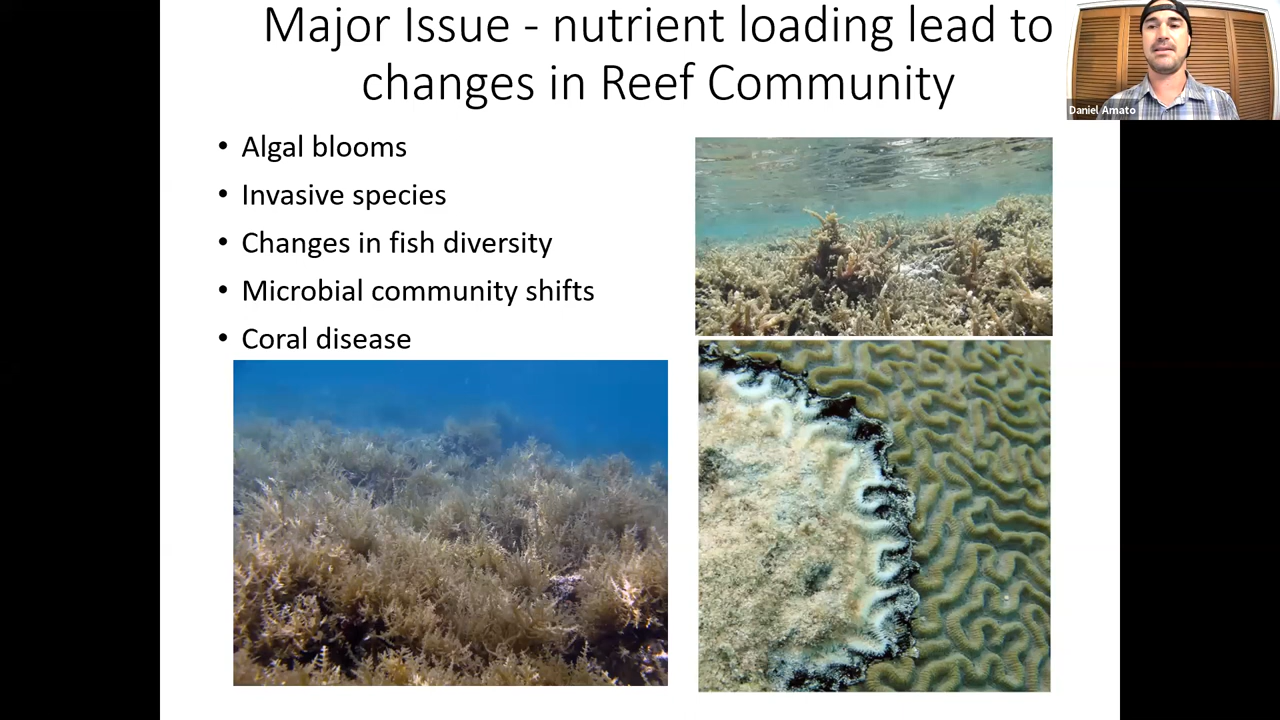 Major Issue - nutrient loading lead to
changes in Reef Community
Daniel Amato
• Algal blooms
• Invasive species
• Changes in fish diversity
• Microbial community shifts
• Coral disease